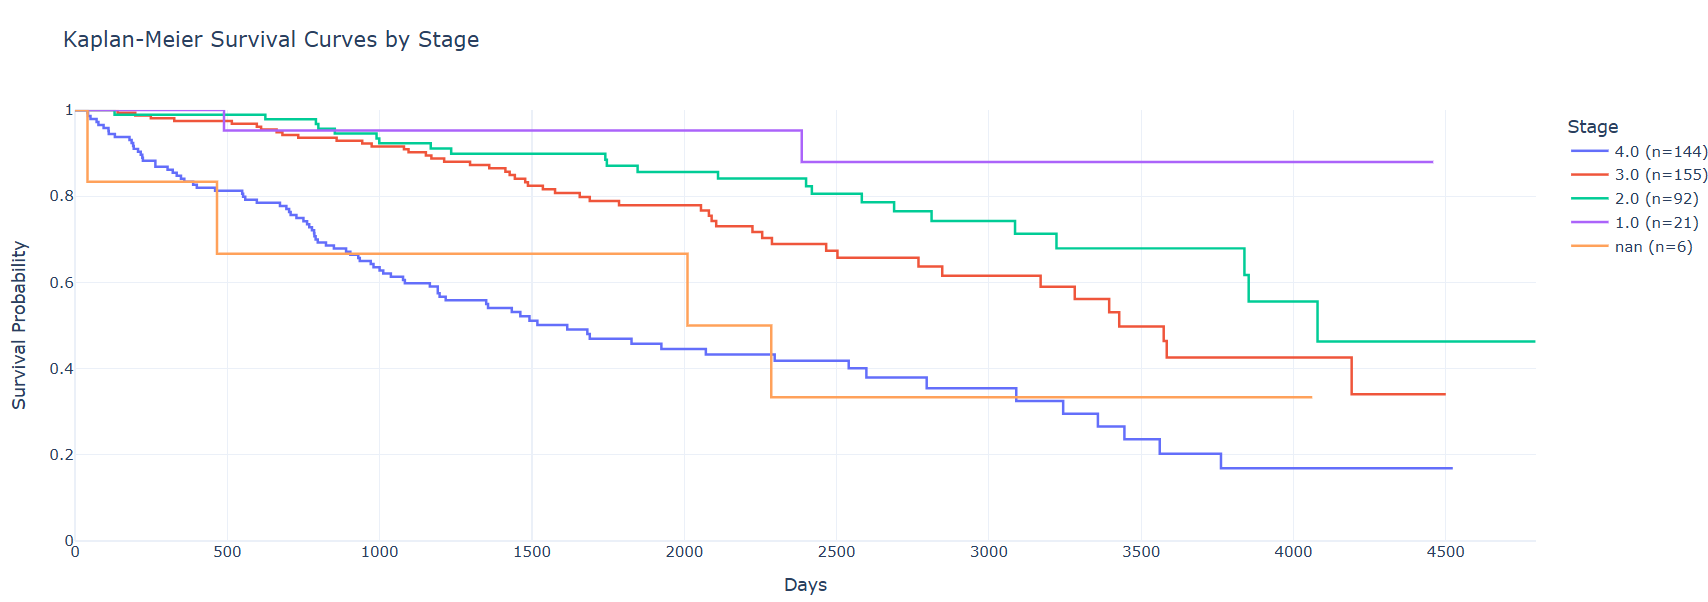 Kaplan-Meier Survival Curves by Stage
Stage
4.0 (n=144)
3.0 (n=155)
2.0 (n=92)
1.0 (n=21)
nan (n=6)
Survival Probability
1
0.8
0.6
0.4
0.2
0
0 500 1000 1500 2000 2500 3000 3500 4000 4500
Days